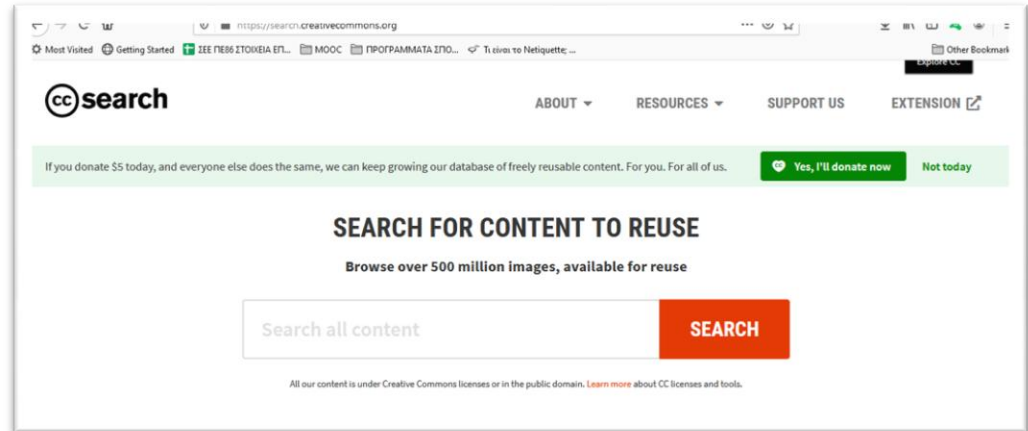 https://search.creativecommons.org
Most Visited Getting Started ΣΕΕ ΠΕ86 ΣΤΟΙΧΕΙΑ ΕΠ... MOOC ΠΡΟΓΡΑΜΜΑΤΑ ΣΠΟ... Τι είναι το Netiquette; ... Other Bookmark
Explore CC
cc search ABOUT RESOURCES SUPPORT US EXTENSION
If you donate $5 today, and everyone else does the same, we can keep growing our database of freely reusable content. For you. For all of us. Yes, I'll donate now Not today
SEARCH FOR CONTENT TO REUSE
Browse over 500 million images, available for reuse
Search all content SEARCH
All our content is under Creative Commons licenses or in the public domain. Learn more about CC licenses and tools.